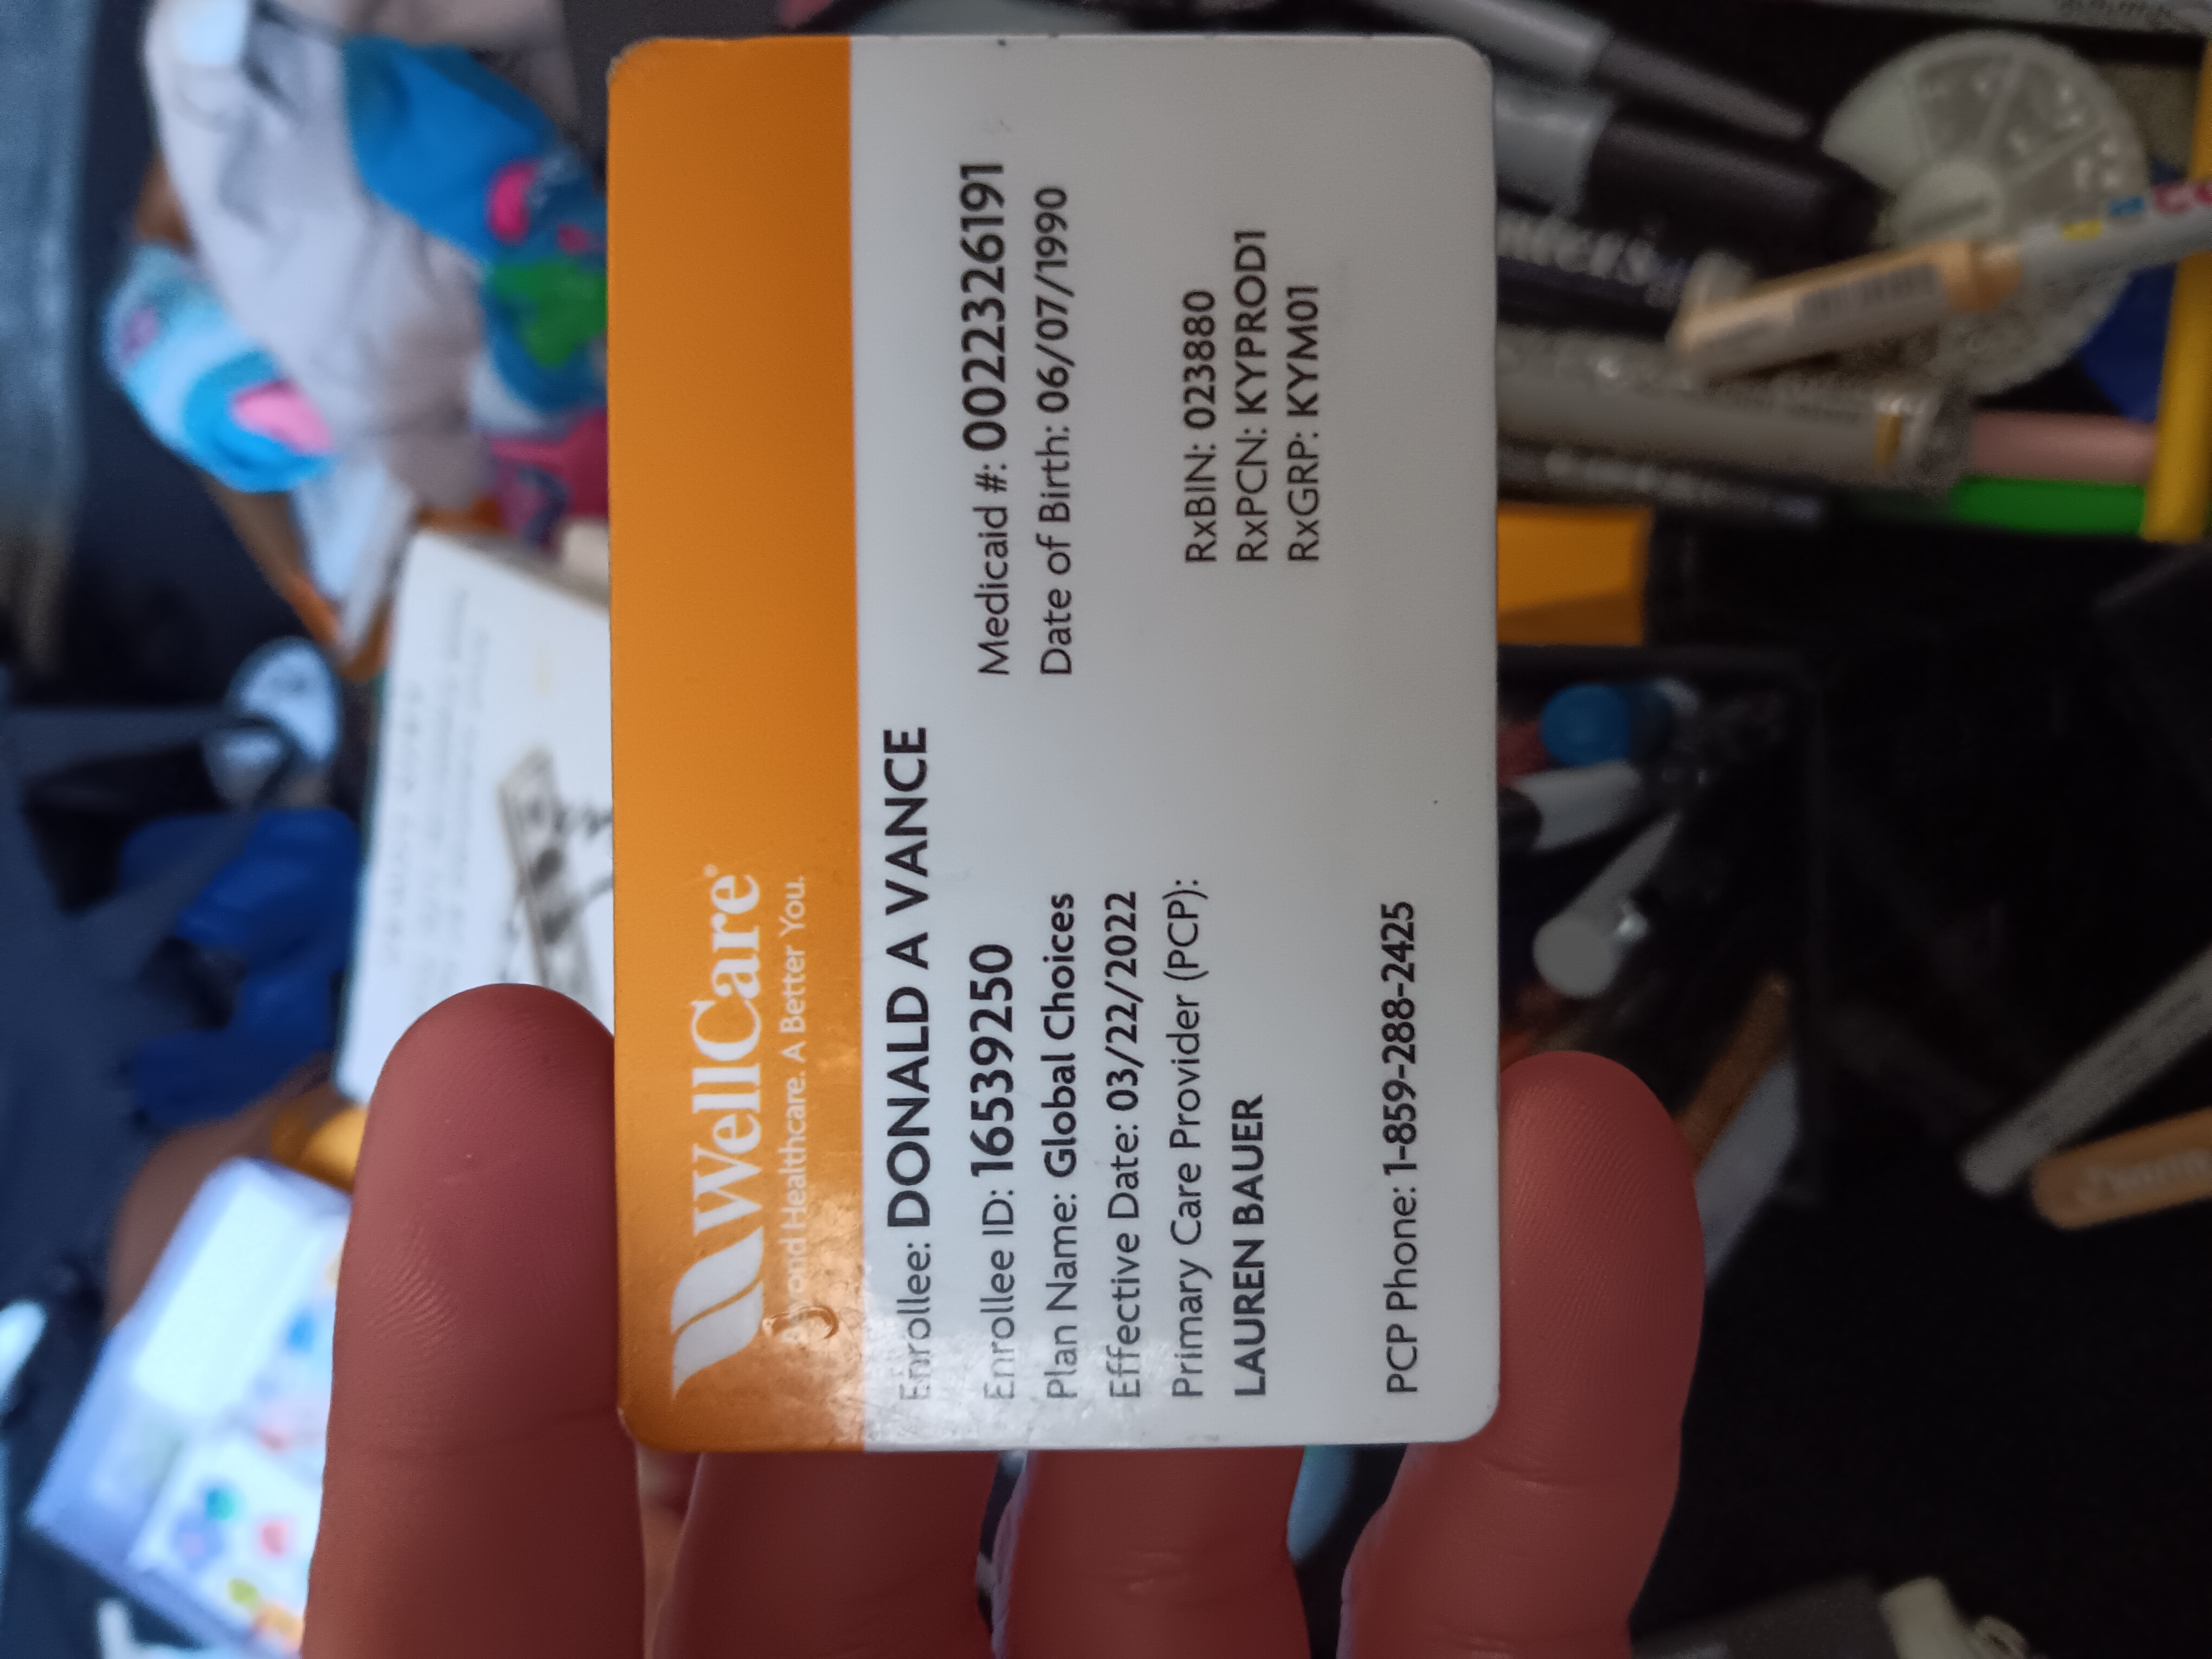 WellCare®
Beyond Healthcare. A Better You.
Enrollee: DONALD A VANCE
Enrollee ID: 16539250
Medicaid #: 0022326191
Plan Name: Global Choices
Date of Birth: 06/07/1990
Effective Date: 03/22/2022
Primary Care Provider (PCP):
LAUREN BAUER
RxBIN: 023880
RxPCN: KYPROD1
RxGRP: KYM01
PCP Phone: 1-859-288-2425